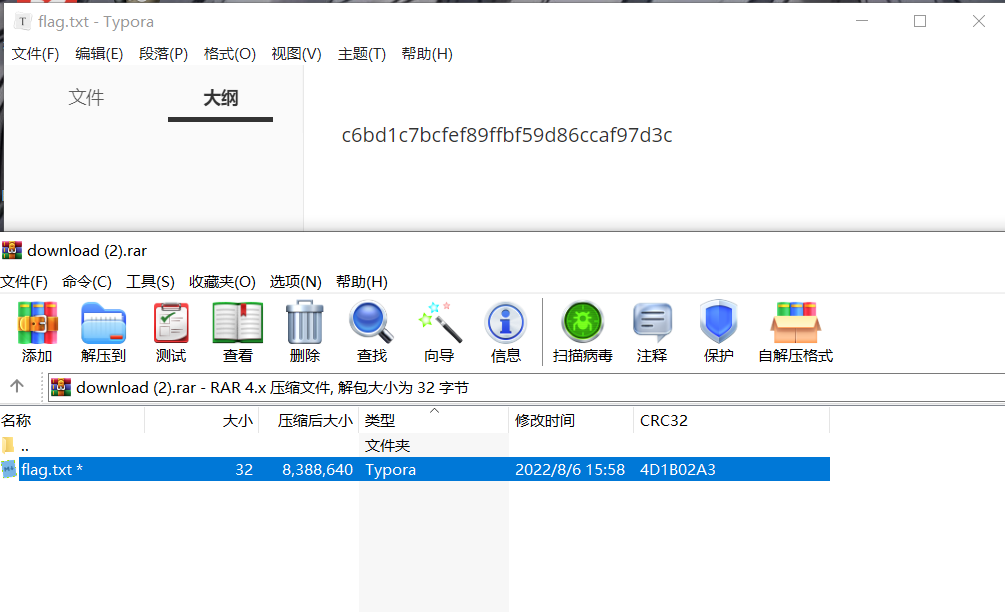 flag.txt - Typora
文件(F) 编辑(E) 段落(P) 格式(O) 视图(V) 主题(T) 帮助(H)
文件 大纲
c6bd1c7bcfef89ffbf59d86ccaf97d3c
download (2).rar
文件(F) 命令(C) 工具(S) 收藏夹(O) 选项(N) 帮助(H)
添加 解压到 测试 查看 删除 查找 向导 信息 扫描病毒 注释 保护 自解压格式
download (2).rar - RAR 4.x 压缩文件, 解包大小为 32 字节
名称 大小 压缩后大小 类型 修改时间 CRC32
.. 文件夹
flag.txt * 32 8,388,640 Typora 2022/8/6 15:58 4D1B02A3